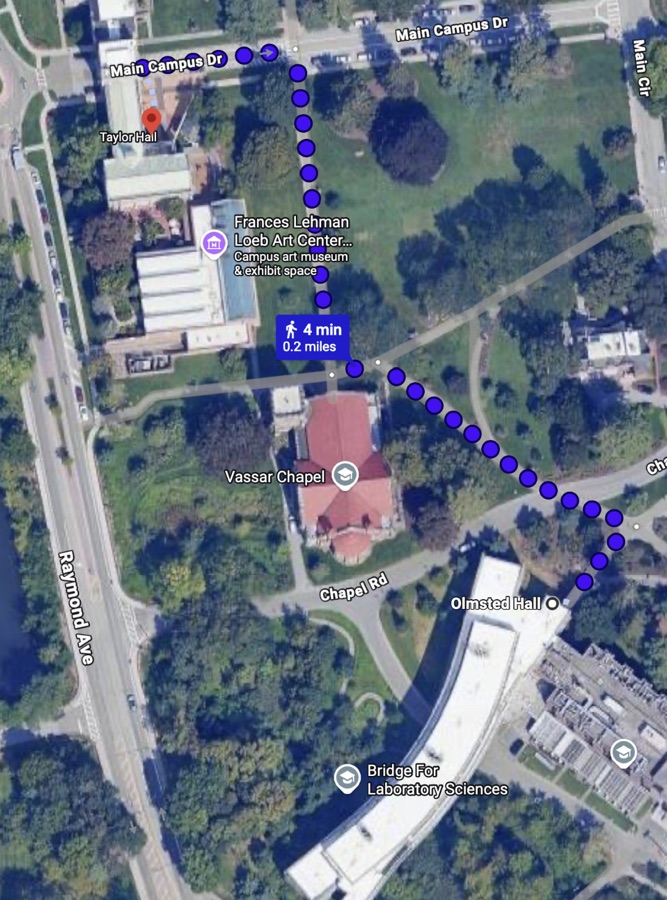 Main Campus Dr
Main Campus Dr
Main Cir
Taylor Hall
Frances Lehman
Loeb Art Center...
Campus art museum
& exhibit space
4 min
0.2 miles
Vassar Chapel
Raymond Ave
Chapel Rd
Olmsted Hall
Bridge For
Laboratory Sciences